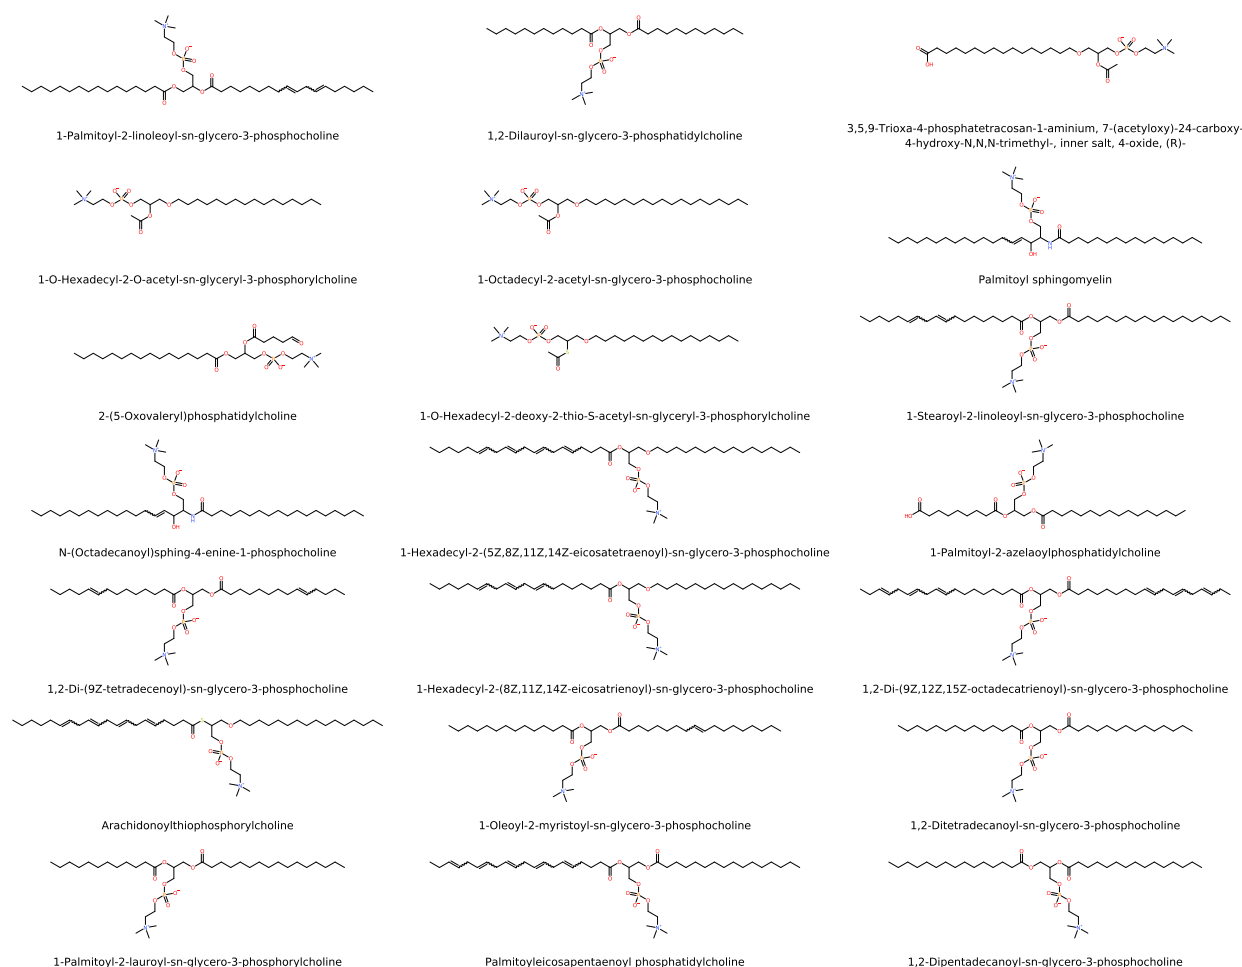 1-Palmitoyl-2-linoleoyl-sn-glycero-3-phosphocholine
1,2-Dilauroyl-sn-glycero-3-phosphatidylcholine
3,5,9-Trioxa-4-phosphatetracosan-1-aminium, 7-(acetyloxy)-24-carboxy-
4-hydroxy-N,N,N-trimethyl-, inner salt, 4-oxide, (R)-
1-O-Hexadecyl-2-O-acetyl-sn-glyceryl-3-phosphorylcholine
1-Octadecyl-2-acetyl-sn-glycero-3-phosphocholine
Palmitoyl sphingomyelin
2-(5-Oxovaleryl)phosphatidylcholine
1-O-Hexadecyl-2-deoxy-2-thio-S-acetyl-sn-glyceryl-3-phosphorylcholine
1-Stearoyl-2-linoleoyl-sn-glycero-3-phosphocholine
N-(Octadecanoyl)sphing-4-enine-1-phosphocholine
1-Hexadecyl-2-(5Z,8Z,11Z,14Z-eicosatetraenoyl)-sn-glycero-3-phosphocholine
1-Palmitoyl-2-azelaoylphosphatidylcholine
1,2-Di-(9Z-tetradecenoyl)-sn-glycero-3-phosphocholine
1-Hexadecyl-2-(8Z,11Z,14Z-eicosatrienoyl)-sn-glycero-3-phosphocholine
1,2-Di-(9Z,12Z,15Z-octadecatrienoyl)-sn-glycero-3-phosphocholine
Arachidonoylthiophosphorylcholine
1-Oleoyl-2-myristoyl-sn-glycero-3-phosphocholine
1,2-Ditetradecanoyl-sn-glycero-3-phosphocholine
1-Palmitoyl-2-lauroyl-sn-glycero-3-phosphorylcholine
Palmitoyleicosapentaenoyl phosphatidylcholine
1,2-Dipentadecanoyl-sn-glycero-3-phosphocholine